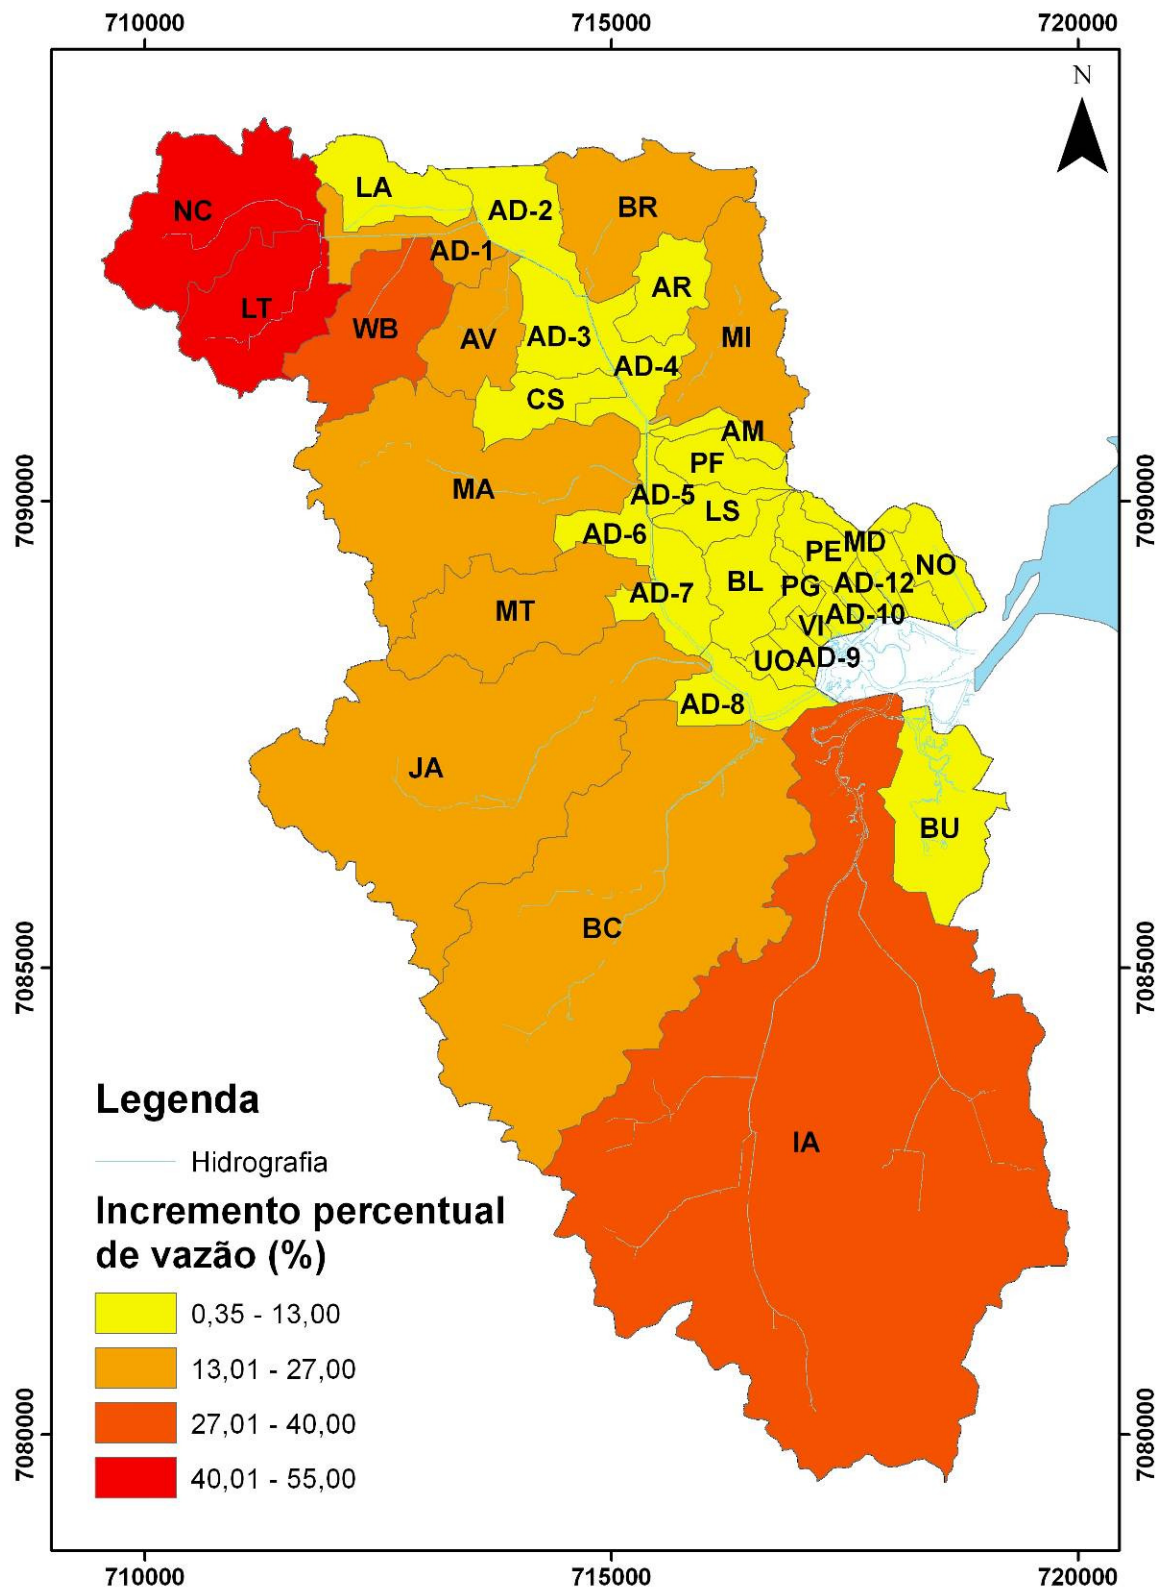 710000 715000 720000
N
LA
NC
AD-2
BR
AD-1
AR
LT
WB
AV
AD-3
MI
AD-4
CS
AM
PF
MA
AD-5
LS
7090000
7090000
AD-6
MD
PE
NO
BL
PG
AD-12
AD-7
MT
VI
AD-10
UO
AD-9
AD-8
JA
BU
BC
7085000
7085000
IA
Legenda
Hidrografia
Incremento percentual
de vazão (%)
0,35 - 13,00
13,01 - 27,00
27,01 - 40,00
40,01 - 55,00
7080000
7080000
710000 715000 720000